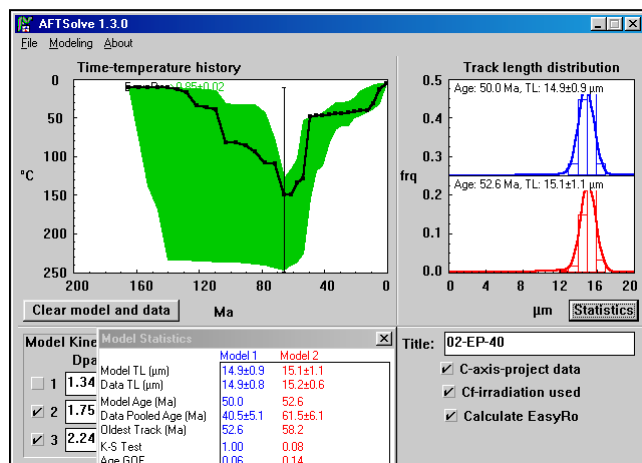 AFTSolve 1.3.0
File Modeling About
Time-temperature history
0.85±0.02
0
50
100
°C
150
200
250
200 160 120 80 40 0
Clear model and data
Ma
Track length distribution
0.5
Age: 50.0 Ma, TL: 14.9±0.9 µm
0.4
0.3
frq
0.2
Age: 52.6 Ma, TL: 15.1±1.1 µm
0.1
0.0
0 4 8 12 16 20
µm
Statistics
Model Kine
Dpa
1 1.34
2 1.75
3 2.24
Model Statistics
Model 1 Model 2
Model TL (µm) 14.9±0.9 15.1±1.1
Data TL (µm) 14.9±0.8 15.2±0.6
Model Age (Ma) 50.0 52.6
Data Pooled Age (Ma) 40.5±5.1 61.5±6.1
Oldest Track (Ma) 52.6 58.2
K-S Test 1.00 0.08
Age GOF 0.06 0.14
Title: 02-EP-40
C-axis-project data
Cf-irradiation used
Calculate EasyRo